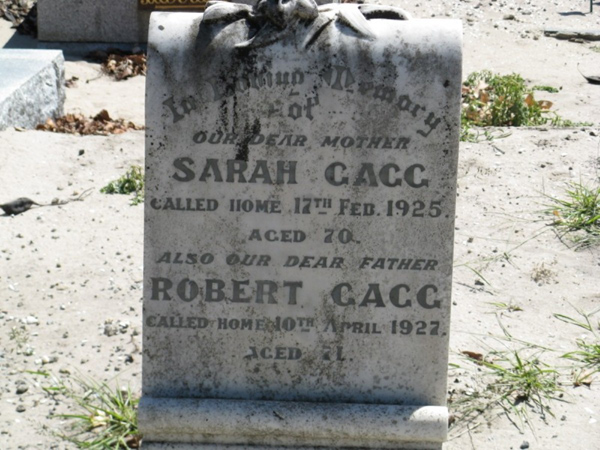 In Loving Memory
of
OUR DEAR MOTHER
SARAH GAGG
CALLED HOME 17TH FEB. 1925.
AGED 70.
ALSO OUR DEAR FATHER
ROBERT GAGG
CALLED HOME 10TH APRIL 1927.
AGED 71.